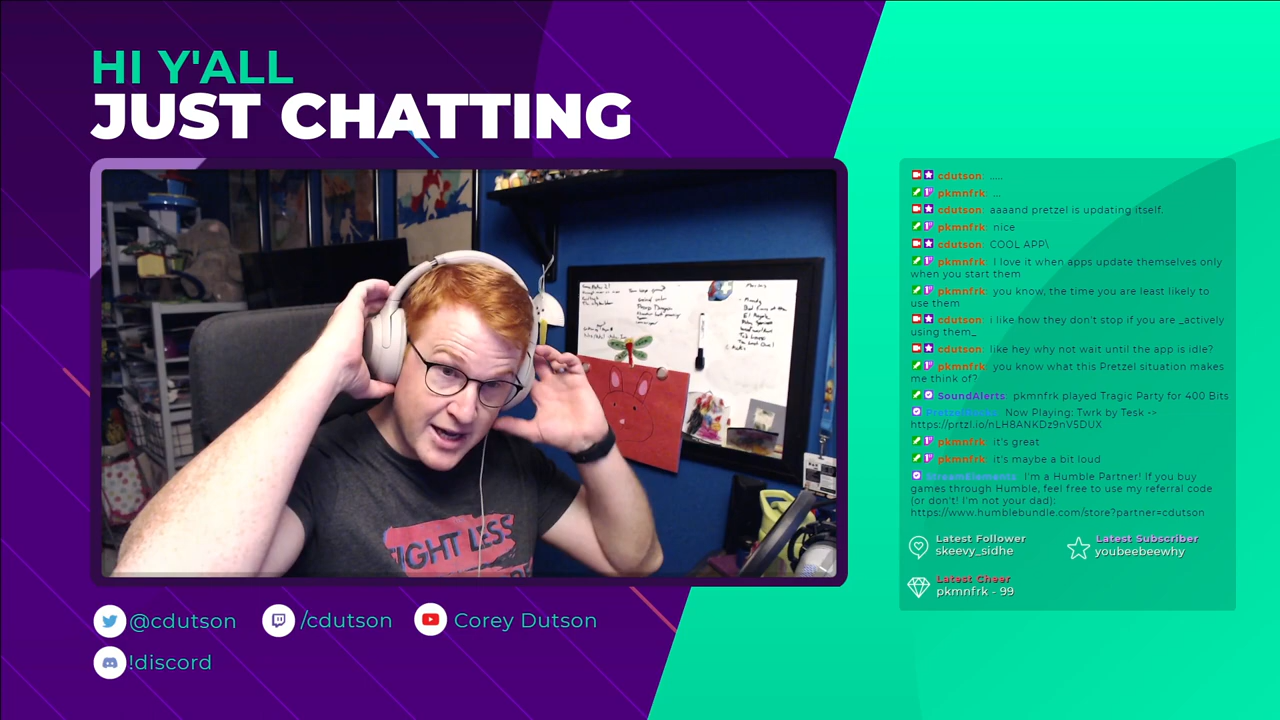 HI Y'ALL
JUST CHATTING
FIGHT LESS
@cdutson
/cdutson
Corey Dutson
!discord
cdutson: .....
pkmnfrk: ...
cdutson: aaaand pretzel is updating itself.
pkmnfrk: nice
cdutson: COOL APP\
pkmnfrk: I love it when apps update themselves only
when you start them
pkmnfrk: you know, the time you are least likely to
use them
cdutson: i like how they don't stop if you are _actively
using them_
cdutson: like hey why not wait until the app is idle?
pkmnfrk: you know what this Pretzel situation makes
me think of?
SoundAlerts: pkmnfrk played Tragic Party for 400 Bits
PretzelRocks: Now Playing: Twrk by Tesk ->
https://prtzl.io/nLH8ANKDz9nV5DUX
pkmnfrk: it's great
pkmnfrk: it's maybe a bit loud
StreamElements: I'm a Humble Partner! If you buy
games through Humble, feel free to use my referral code
(or don't! I'm not your dad):
https://www.humblebundle.com/store?partner=cdutson
Latest Follower
skeevy_sidhe
Latest Subscriber
youbeebeewhy
Latest Cheer
pkmnfrk - 99